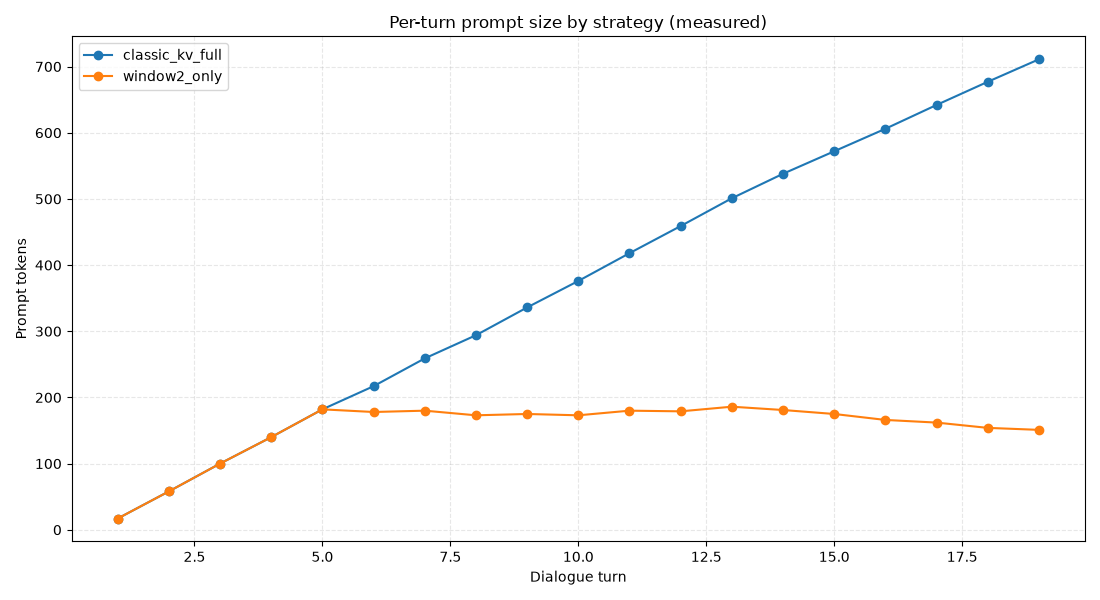 Per-turn prompt size by strategy (measured)
classic_kv_full
window2_only
Prompt tokens
700
600
500
400
300
200
100
0
2.5 5.0 7.5 10.0 12.5 15.0 17.5
Dialogue turn